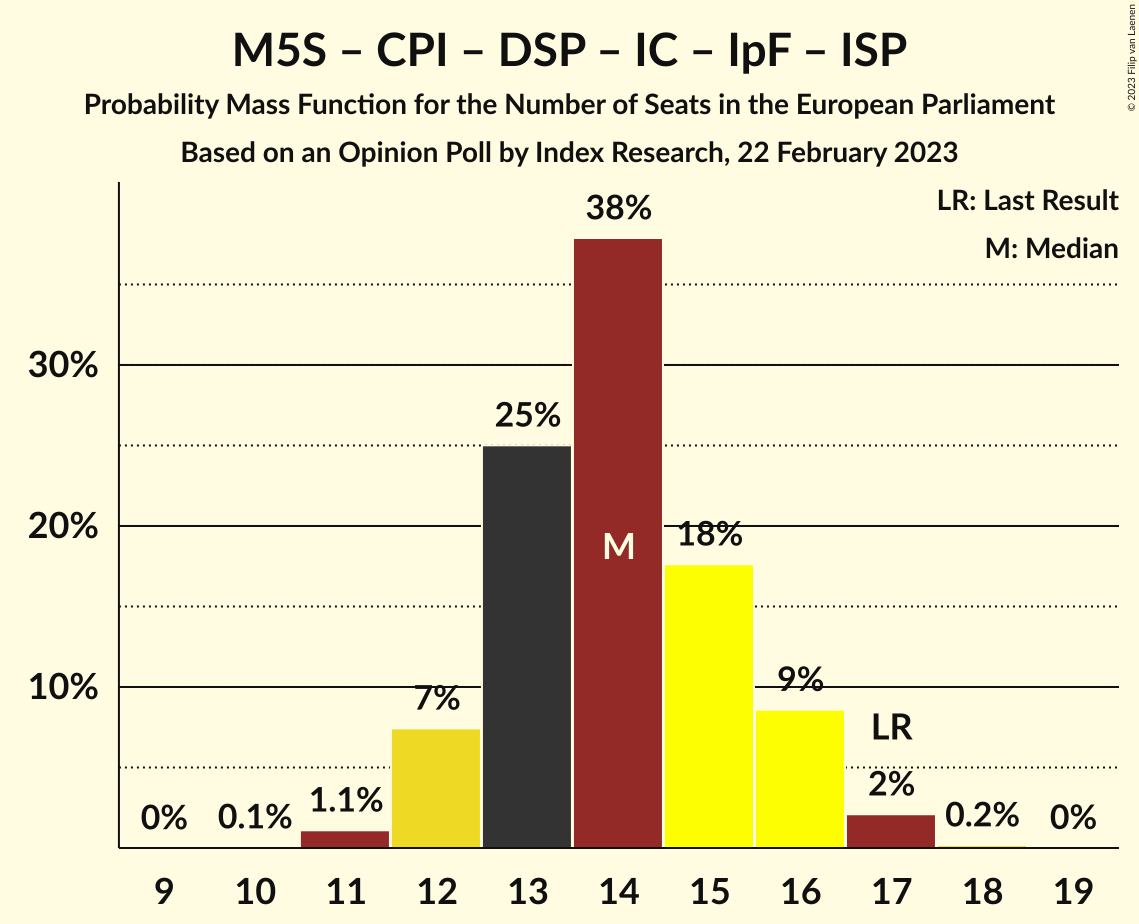 M5S – CPI – DSP – IC – IpF – ISP
Probability Mass Function for the Number of Seats in the European Parliament
Based on an Opinion Poll by Index Research, 22 February 2023
© 2023 Filip van Laenen
LR: Last Result
M: Median
38%
30%
25%
20%
18%
M
10%
9%
7%
LR
2%
1.1%
0.2%
0.1%
0%
0%
9 10 11 12 13 14 15 16 17 18 19